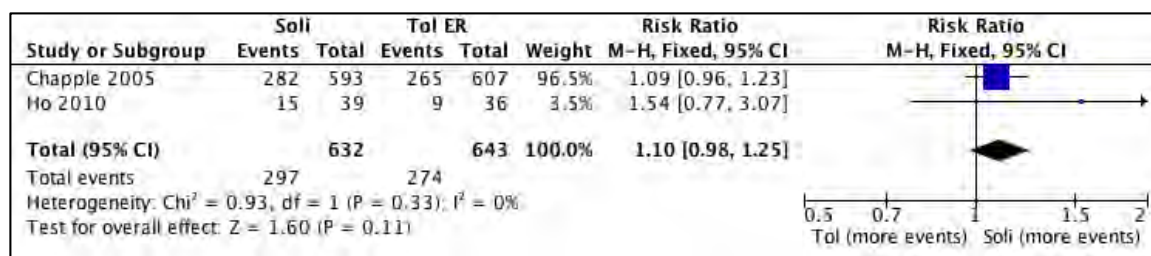 Soli Tol ER Risk Ratio Risk Ratio
Study or Subgroup Events Total Events Total Weight M-H, Fixed, 95% CI M-H, Fixed, 95% CI
Chapple 2005 282 593 265 607 96.5% 1.09 [0.96, 1.23]
Ho 2010 15 39 9 36 3.5% 1.54 [0.77, 3.07]
Total (95% CI) 632 643 100.0% 1.10 [0.98, 1.25]
Total events 297 274
Heterogeneity: Chi² = 0.93, df = 1 (P = 0.33); I² = 0%
Test for overall effect: Z = 1.60 (P = 0.11)
0.5 0.7 1 1.5 2
Tol (more events) Soli (more events)